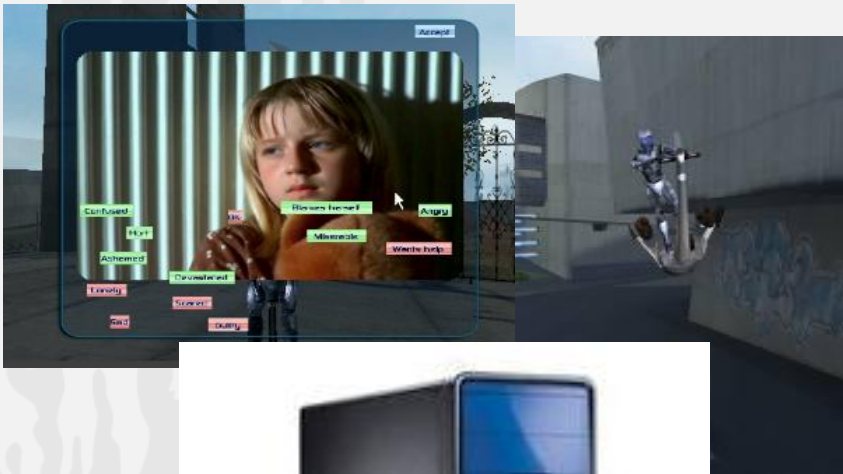 Accept
Confused
OK
Blames herself
Angry
Hurt
Miserable
Wants help
Ashamed
Devastated
Lonely
Scared
Sad
Guilty